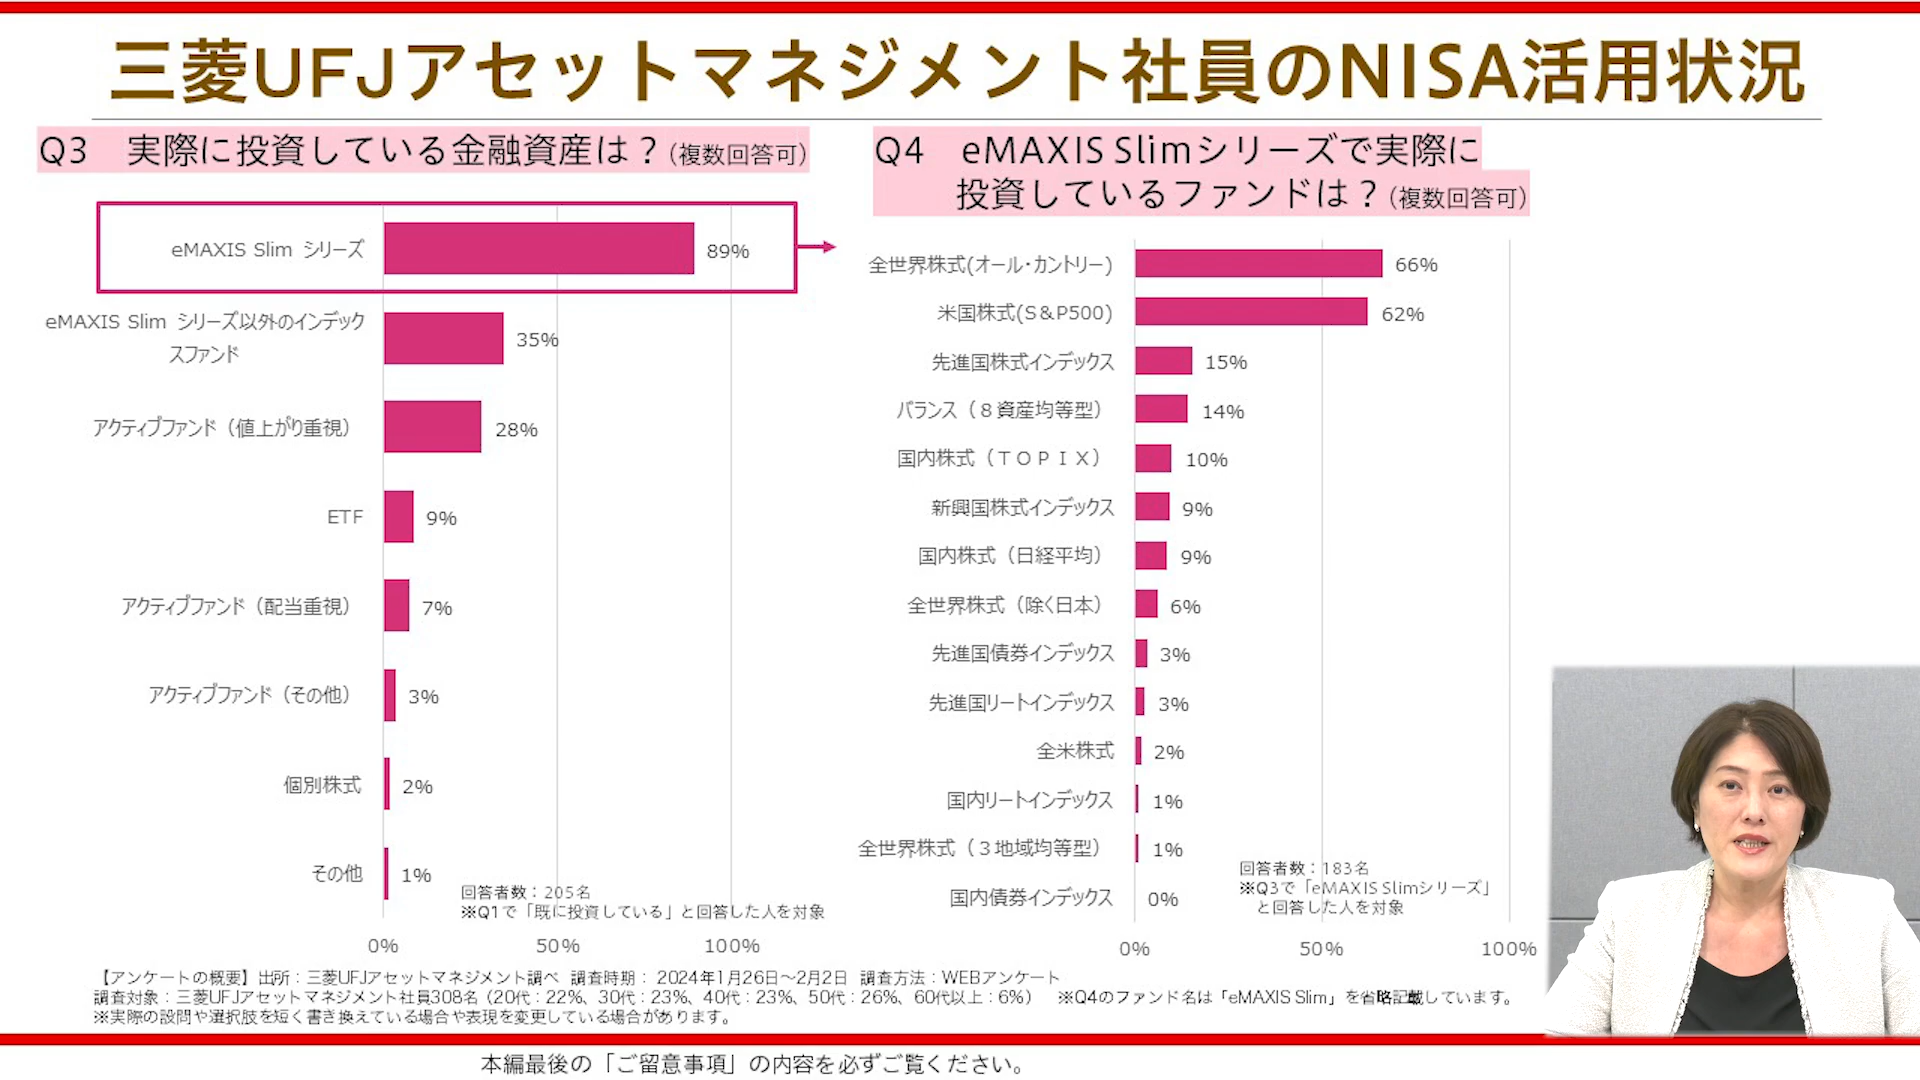 三菱UFJアセットマネジメント社員のNISA活用状況
Q3　実際に投資している金融資産は？（複数回答可）
eMAXIS Slim シリーズ 89%
eMAXIS Slim シリーズ以外のインデック
スファンド 35%
アクティブファンド（値上がり重視） 28%
ETF 9%
アクティブファンド（配当重視） 7%
アクティブファンド（その他） 3%
個別株式 2%
その他 1%
回答者数：205名
※Q1で「既に投資している」と回答した人を対象
0% 50% 100%
Q4　eMAXIS Slimシリーズで実際に
投資しているファンドは？（複数回答可）
全世界株式(オール・カントリー) 66%
米国株式(S&P500) 62%
先進国株式インデックス 15%
バランス（８資産均等型） 14%
国内株式（ＴＯＰＩＸ） 10%
新興国株式インデックス 9%
国内株式（日経平均） 9%
全世界株式（除く日本） 6%
先進国債券インデックス 3%
先進国リートインデックス 3%
全米株式 2%
国内リートインデックス 1%
全世界株式（３地域均等型） 1%
国内債券インデックス 0%
回答者数：183名
※Q3で「eMAXIS Slimシリーズ」
と回答した人を対象
0% 50% 100%
【アンケートの概要】出所：三菱UFJアセットマネジメント調べ 調査時期： 2024年1月26日～2月2日 調査方法：WEBアンケート
調査対象：三菱UFJアセットマネジメント社員308名（20代：22%、30代：23%、40代：23%、50代：26%、60代以上：6%）　※Q4のファンド名は「eMAXIS Slim」を省略記載しています。
※実際の設問や選択肢を短く書き換えている場合や表現を変更している場合があります。
本編最後の「ご留意事項」の内容を必ずご覧ください。